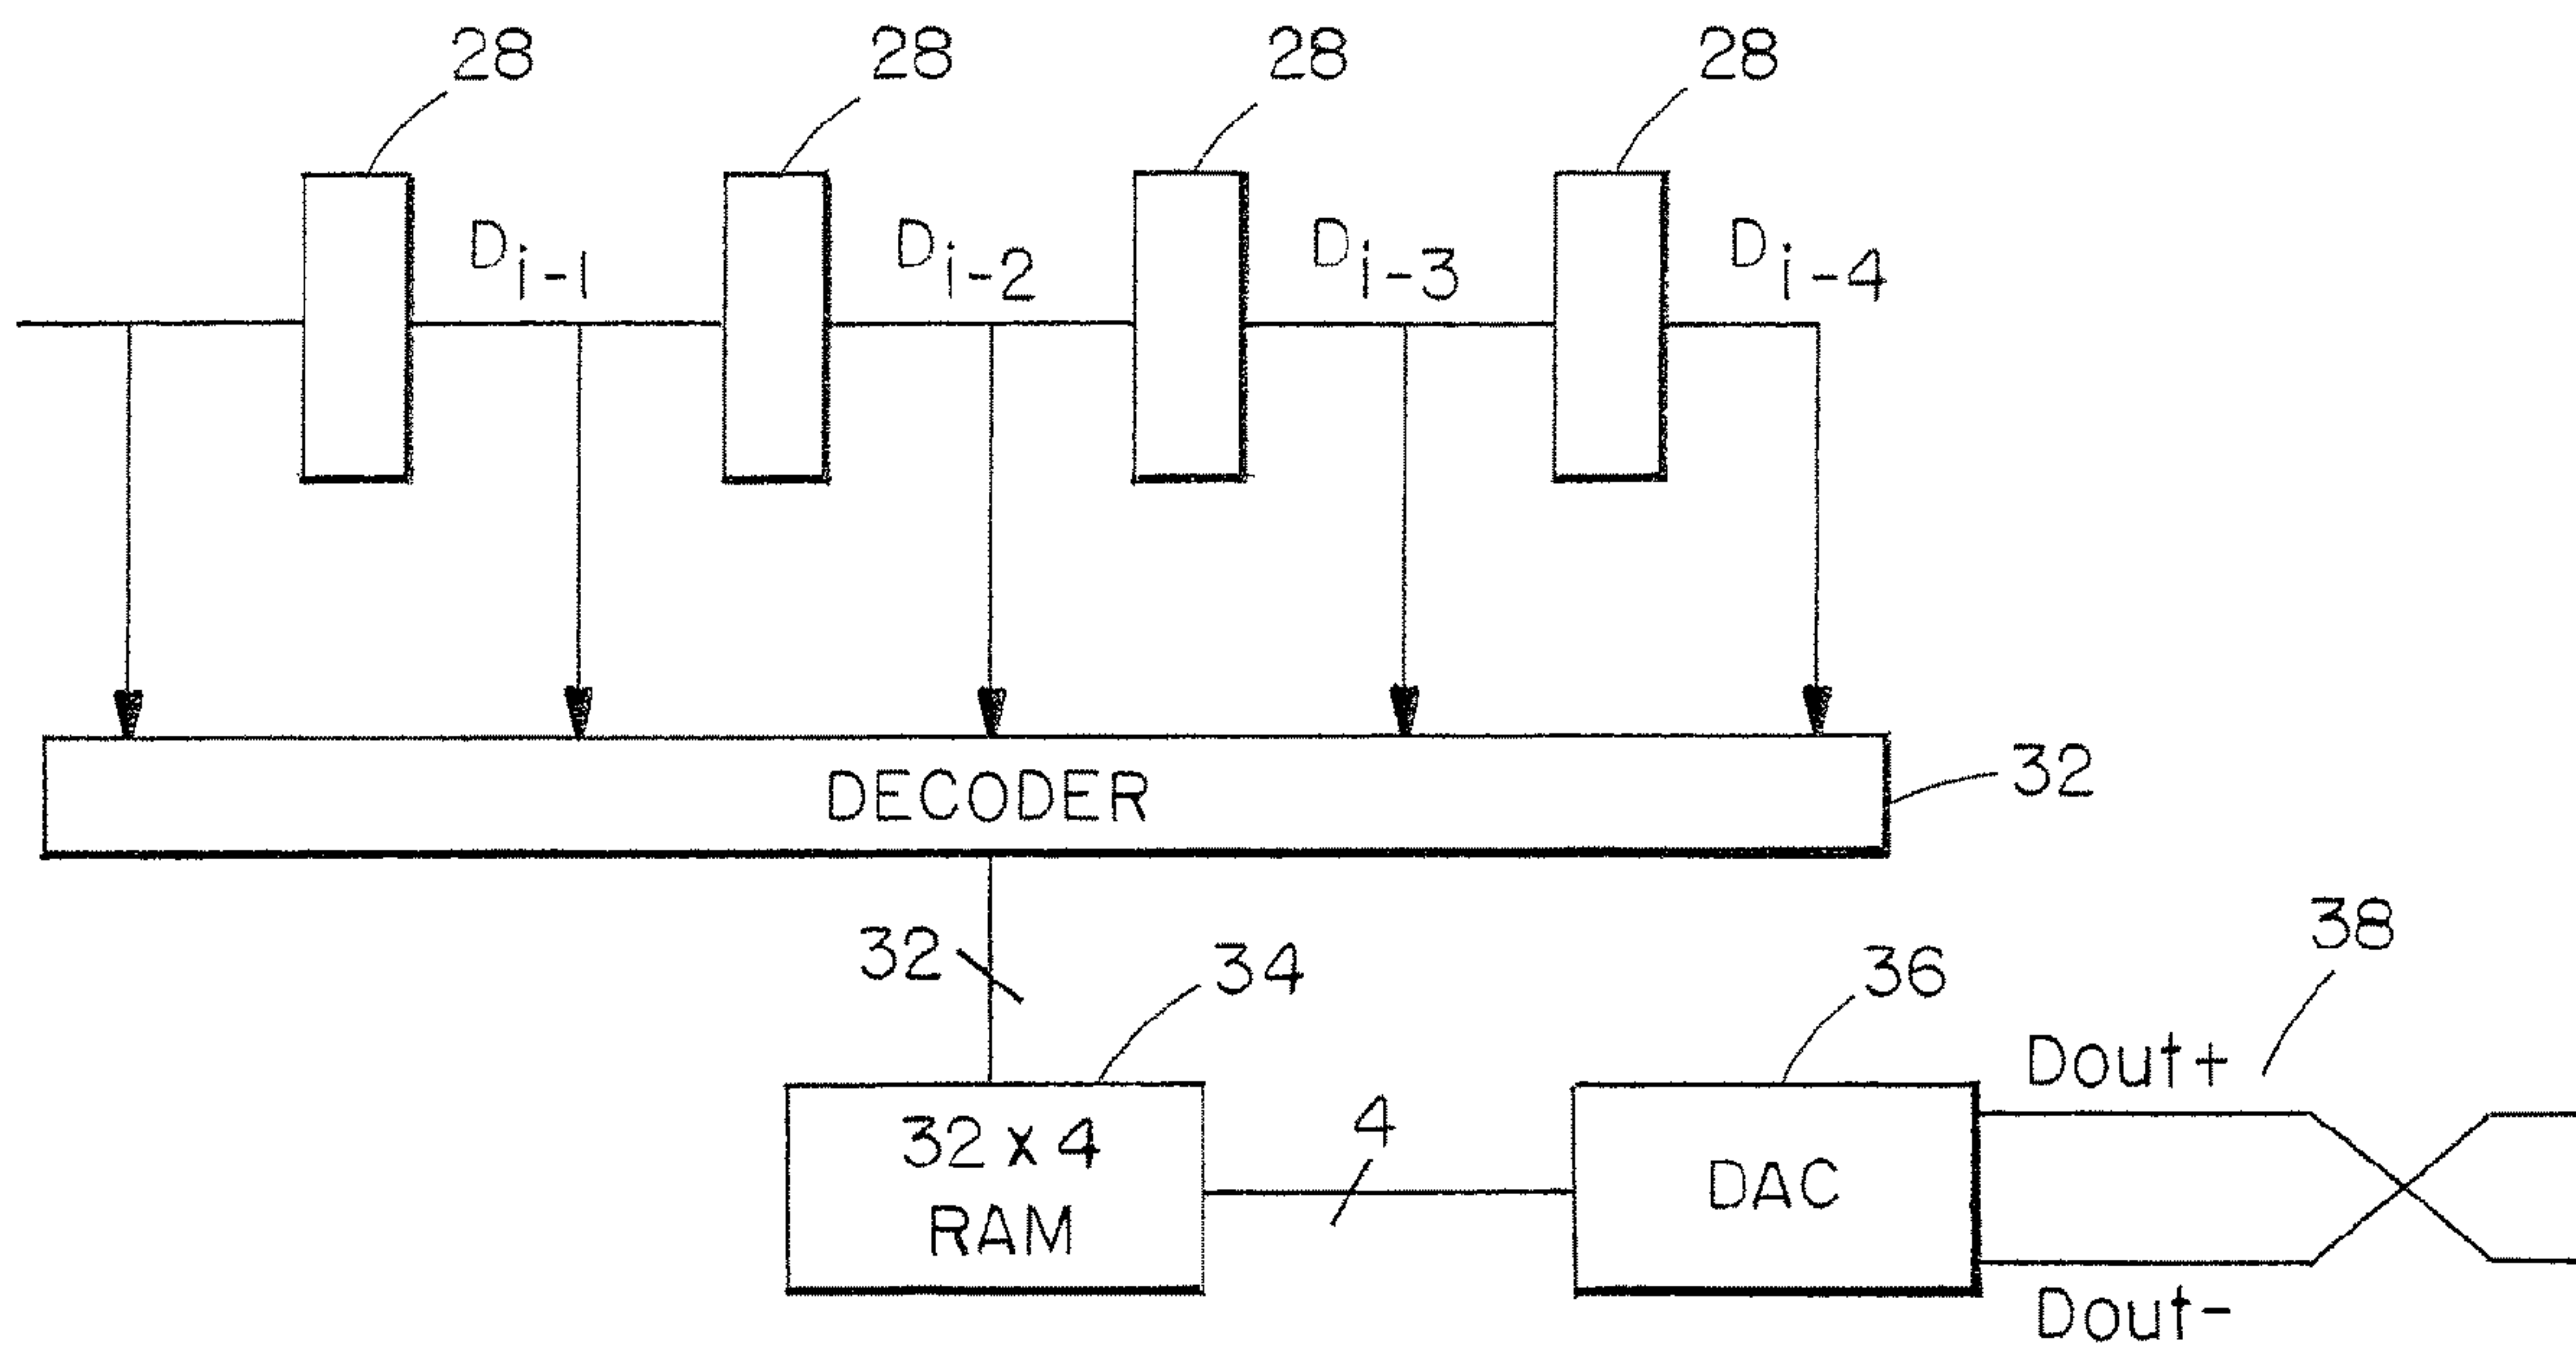 28 28 28 28
Di-1 Di-2 Di-3 Di-4
DECODER
32
32
34
36
38
32 x 4
RAM
4
DAC
Dout+
Dout-